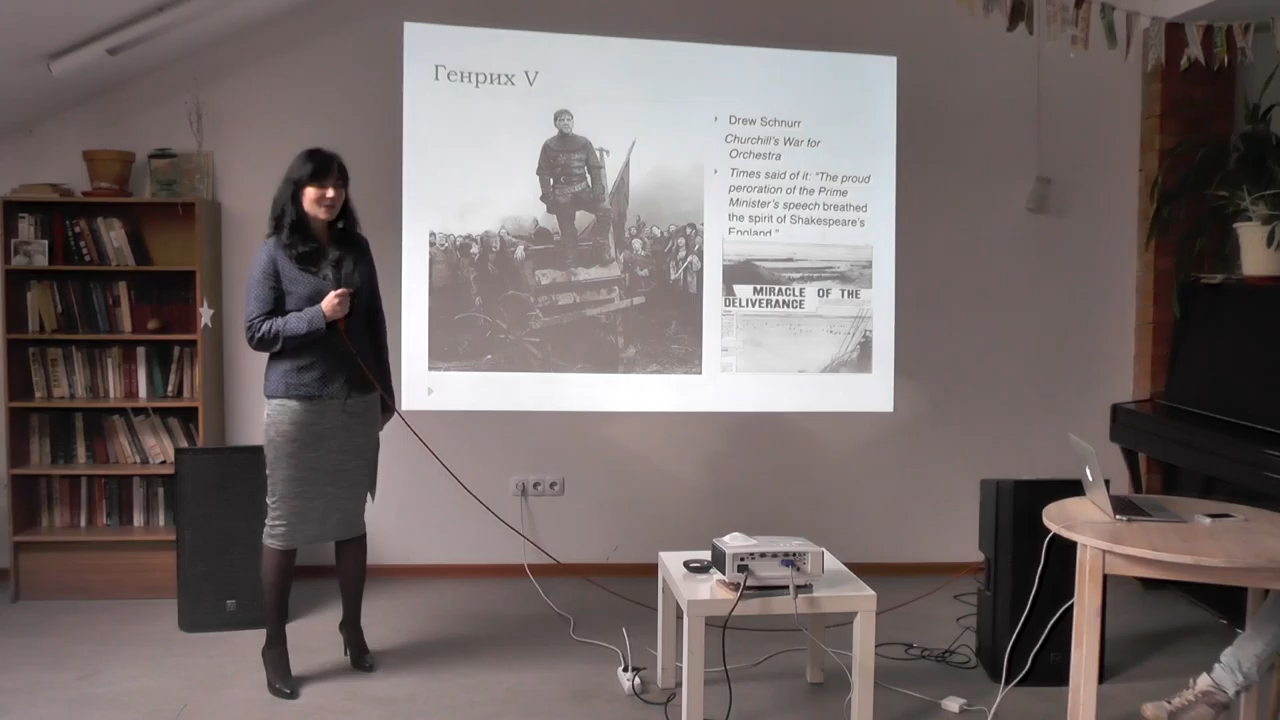 Генрих V
Drew Schnurr
Churchill's War for
Orchestra
Times said of it: "The proud
peroration of the Prime
Minister's speech breathed
the spirit of Shakespeare's
England."
MIRACLE OF THE
DELIVERANCE